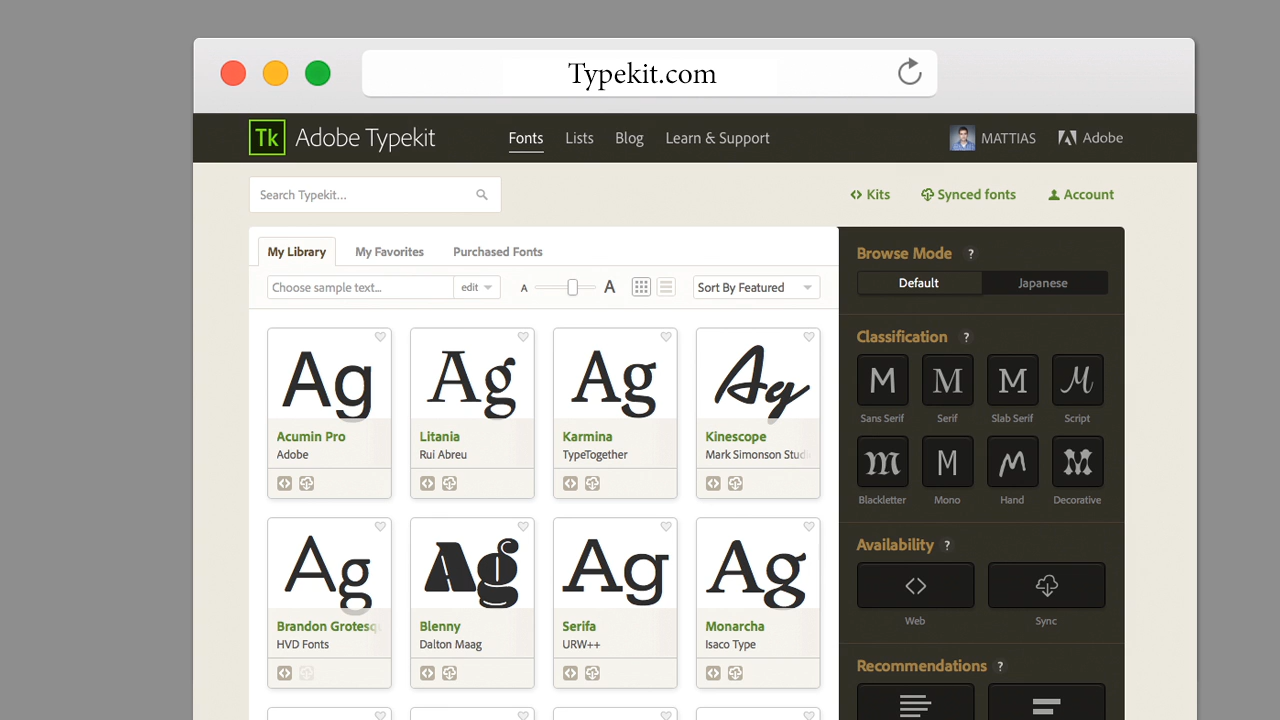 Typekit.com
Tk Adobe Typekit Fonts Lists Blog Learn & Support MATTIAS Adobe
Search Typekit... Kits Synced fonts Account
My Library My Favorites Purchased Fonts
Choose sample text... edit A A Sort By Featured
Ag Ag Ag Ag
Acumin Pro Litania Karmina Kinescope
Adobe Rui Abreu TypeTogether Mark Simonson Studi
Ag Ag Ag Ag
Brandon Grotesq Blenny Serifa Monarcha
HVD Fonts Dalton Maag URW++ Isaco Type
Browse Mode ?
Default Japanese
Classification ?
M M M M
Sans Serif Serif Slab Serif Script
M M M M
Blackletter Mono Hand Decorative
Availability ?
Web Sync
Recommendations ?